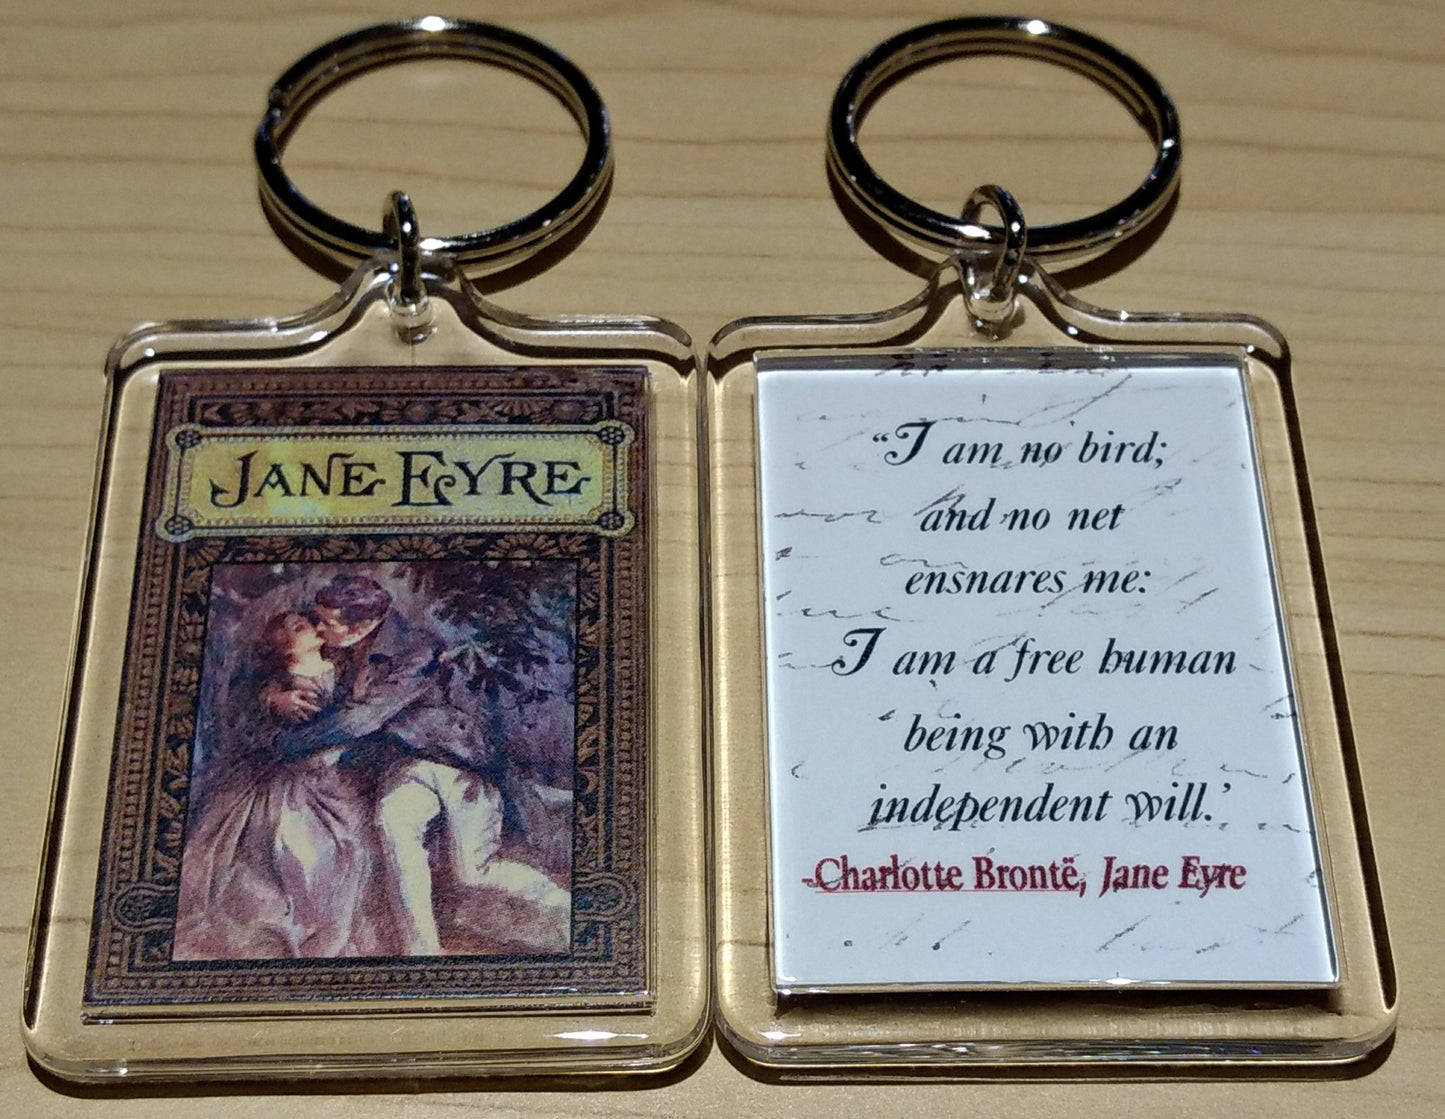 JANE EYRE
“I am no bird;
and no net
ensnares me:
I am a free human
being with an
independent will.’
-Charlotte Brontë, Jane Eyre